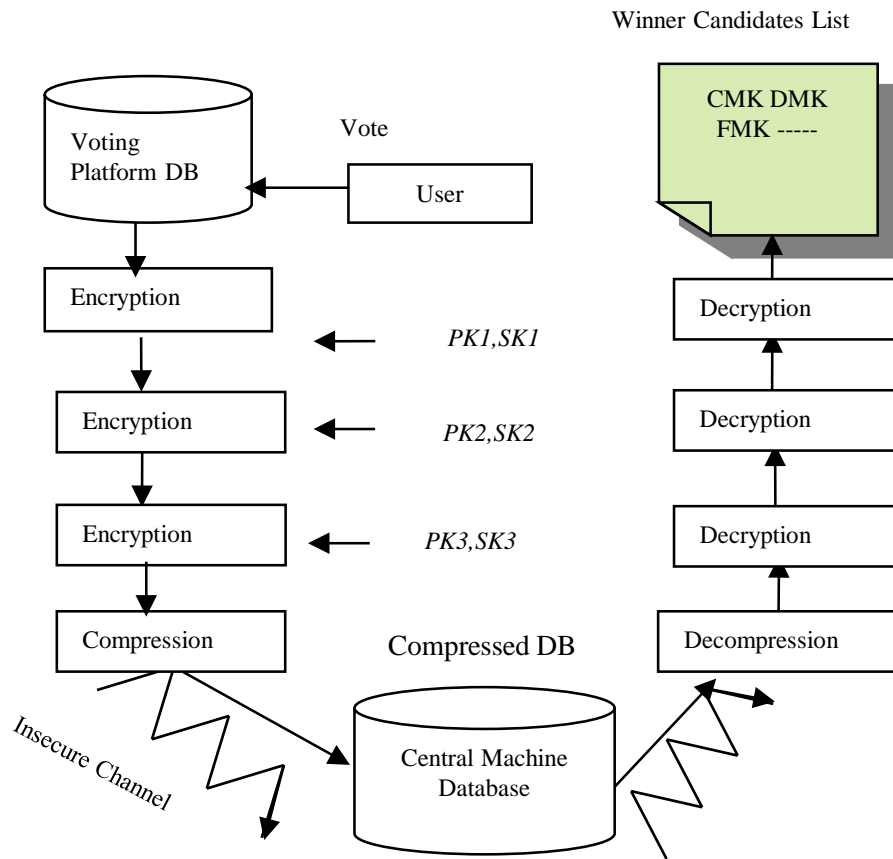 Winner Candidates List
CMK DMK
FMK -----
Vote
Voting
Platform DB
User
Encryption
PK1,SK1
Decryption
Encryption
PK2,SK2
Decryption
Encryption
PK3,SK3
Decryption
Compression
Compressed DB
Decompression
Insecure Channel
Central Machine
Database